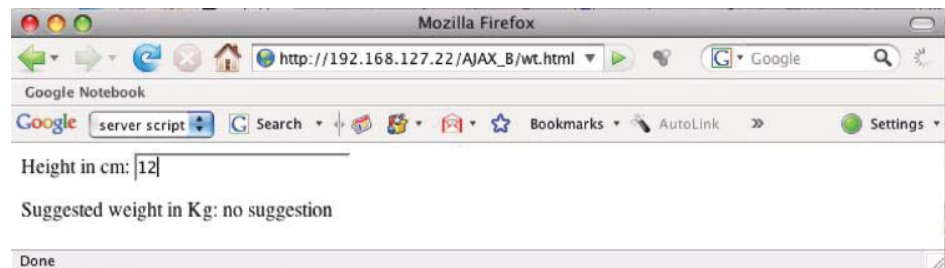 Mozilla Firefox
http://192.168.127.22/AJAX_B/wt.html G Google
Google Notebook
Google server script G Search Bookmarks AutoLink » Settings
Height in cm: 12
Suggested weight in Kg: no suggestion
Done